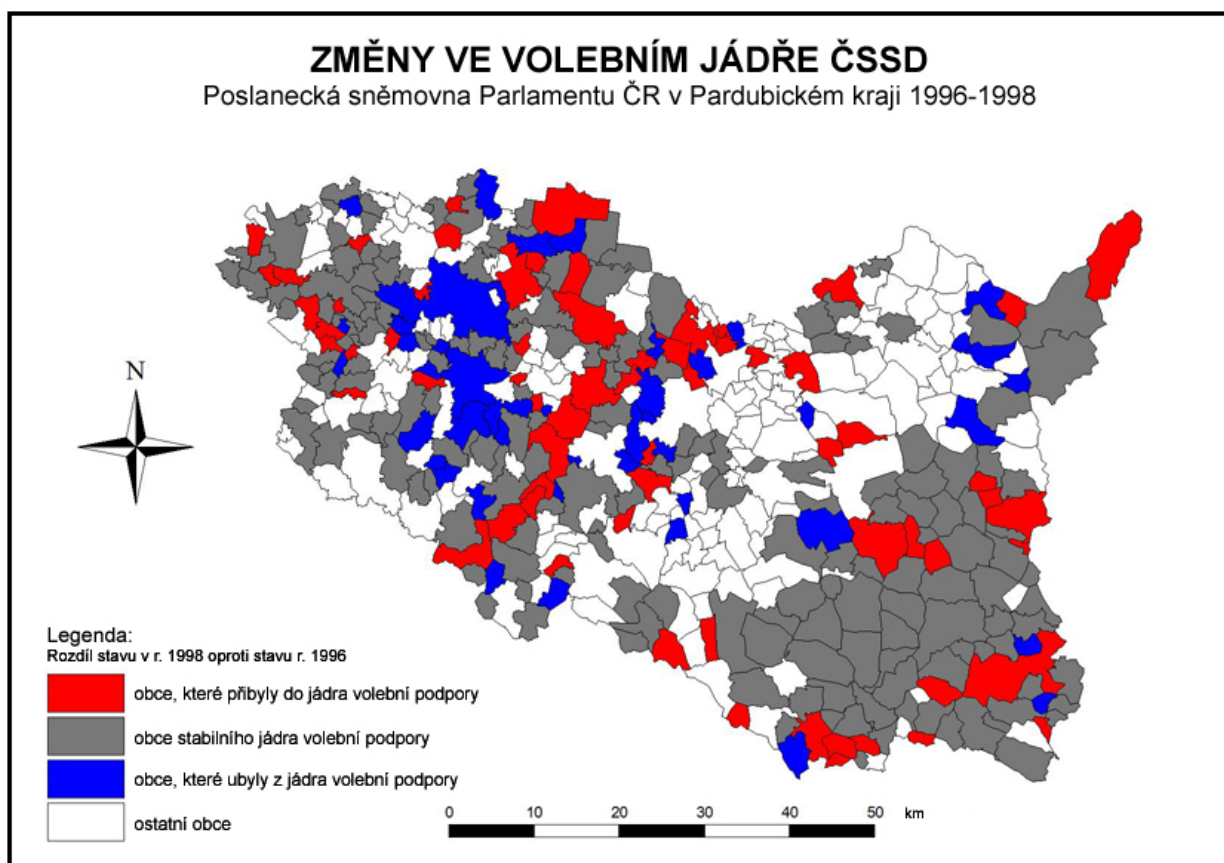 ZMĚNY VE VOLEBNÍM JÁDŘE ČSSD
Poslanecká sněmovna Parlamentu ČR v Pardubickém kraji 1996-1998
N
Legenda:
Rozdíl stavu v r. 1998 oproti stavu r. 1996
obce, které přibyly do jádra volební podpory
obce stabilního jádra volební podpory
obce, které ubyly z jádra volební podpory
ostatní obce
0 10 20 30 40 50 km